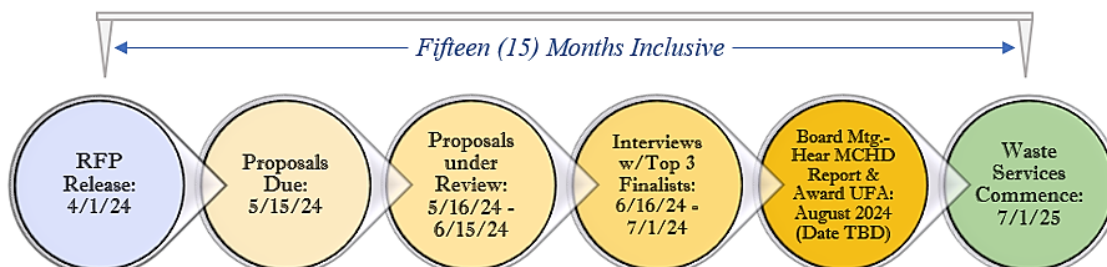 Fifteen (15) Months Inclusive
RFP
Release:
4/1/24
Proposals
Due:
5/15/24
Proposals
under
Review:
5/16/24 -
6/15/24
Interviews
w/Top 3
Finalists:
6/16/24 -
7/1/24
Board Mtg.-
Hear MCHD
Report &
Award UFA:
August 2024
(Date TBD)
Waste
Services
Commence:
7/1/25